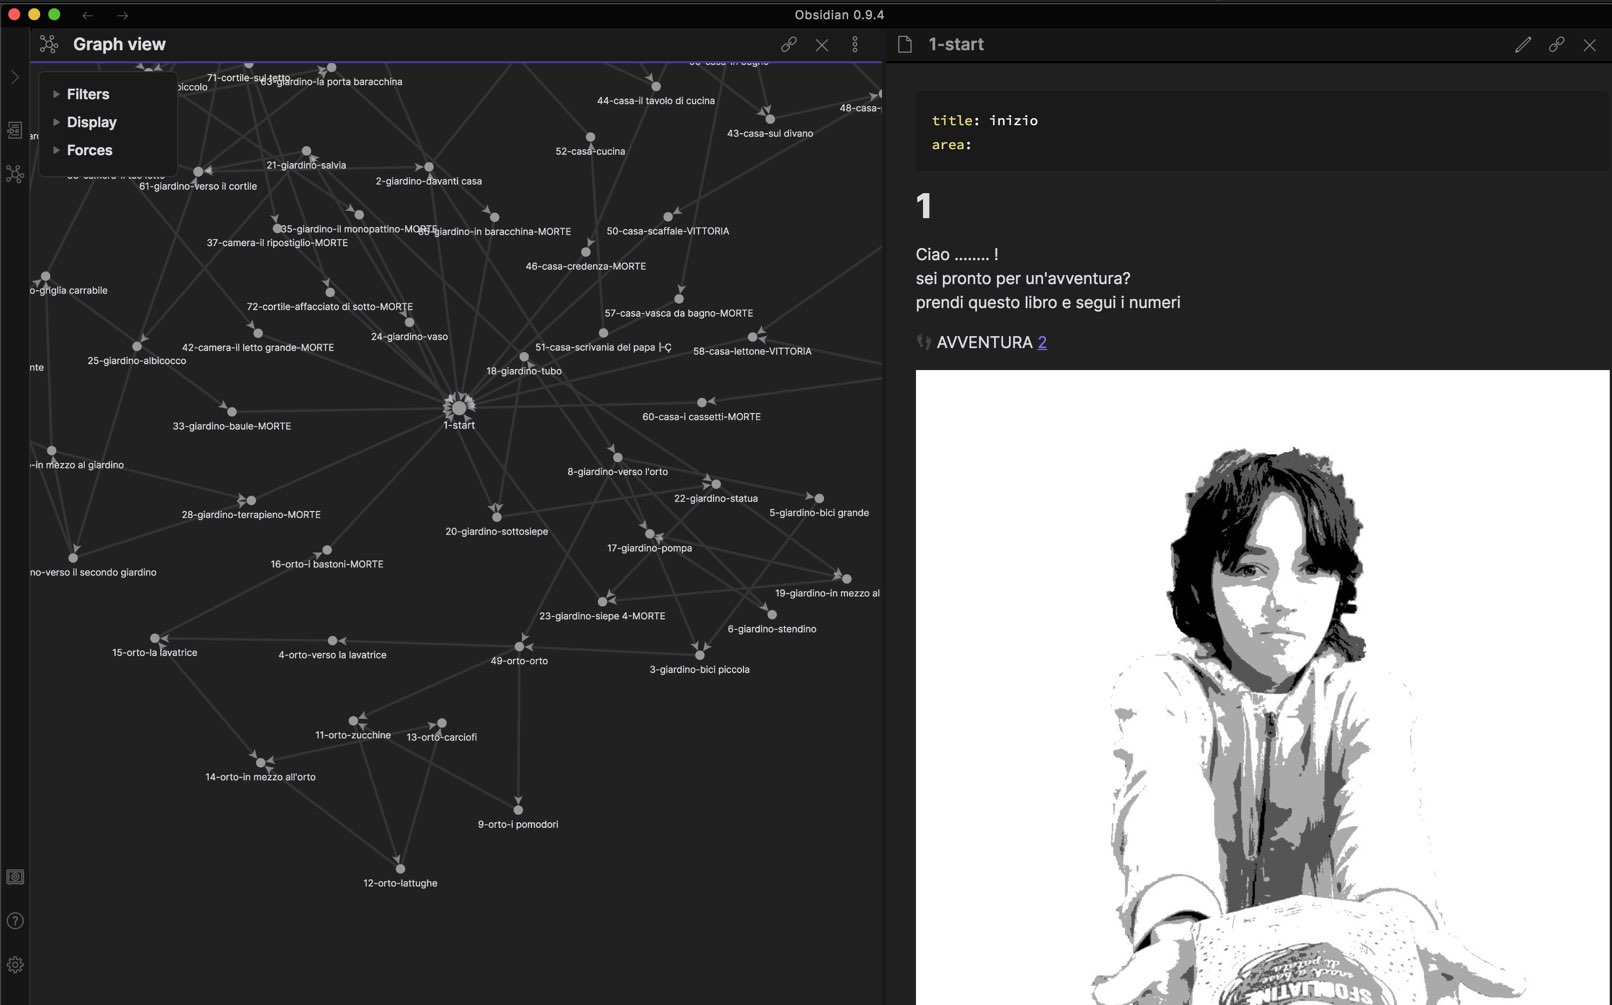 Obsidian 0.9.4
Graph view
1-start
Filters
Display
Forces
71-cortile-sul tetto
63-giardino-la porta baracchina
piccolo
44-casa-il tavolo di cucina
48-casa-
43-casa-sul divano
52-casa-cucina
21-giardino-salvia
2-giardino-davanti casa
61-giardino-verso il cortile
35-giardino-il monopattino-MORTE
65-giardino-in baracchina-MORTE
50-casa-scaffale-VITTORIA
37-camera-il ripostiglio-MORTE
46-casa-credenza-MORTE
o-griglia carrabile
72-cortile-affacciato di sotto-MORTE
57-casa-vasca da bagno-MORTE
24-giardino-vaso
42-camera-il letto grande-MORTE
51-casa-scrivania del papa
58-casa-lettone-VITTORIA
25-giardino-albicocco
nte
18-giardino-tubo
60-casa-i cassetti-MORTE
33-giardino-baule-MORTE
1-start
-in mezzo al giardino
8-giardino-verso l'orto
22-giardino-statua
28-giardino-terrapieno-MORTE
5-giardino-bici grande
20-giardino-sottosiepe
17-giardino-pompa
no-verso il secondo giardino
16-orto-i bastoni-MORTE
19-giardino-in mezzo al
23-giardino-siepe 4-MORTE
6-giardino-stendino
15-orto-la lavatrice
4-orto-verso la lavatrice
49-orto-orto
3-giardino-bici piccola
11-orto-zucchine
13-orto-carciofi
14-orto-in mezzo all'orto
9-orto-i pomodori
12-orto-lattughe
title: inizio
area:
1
Ciao ........ !
sei pronto per un'avventura?
prendi questo libro e segui i numeri
AVVENTURA 2
snack a base
di patata
SFOGLIATINE